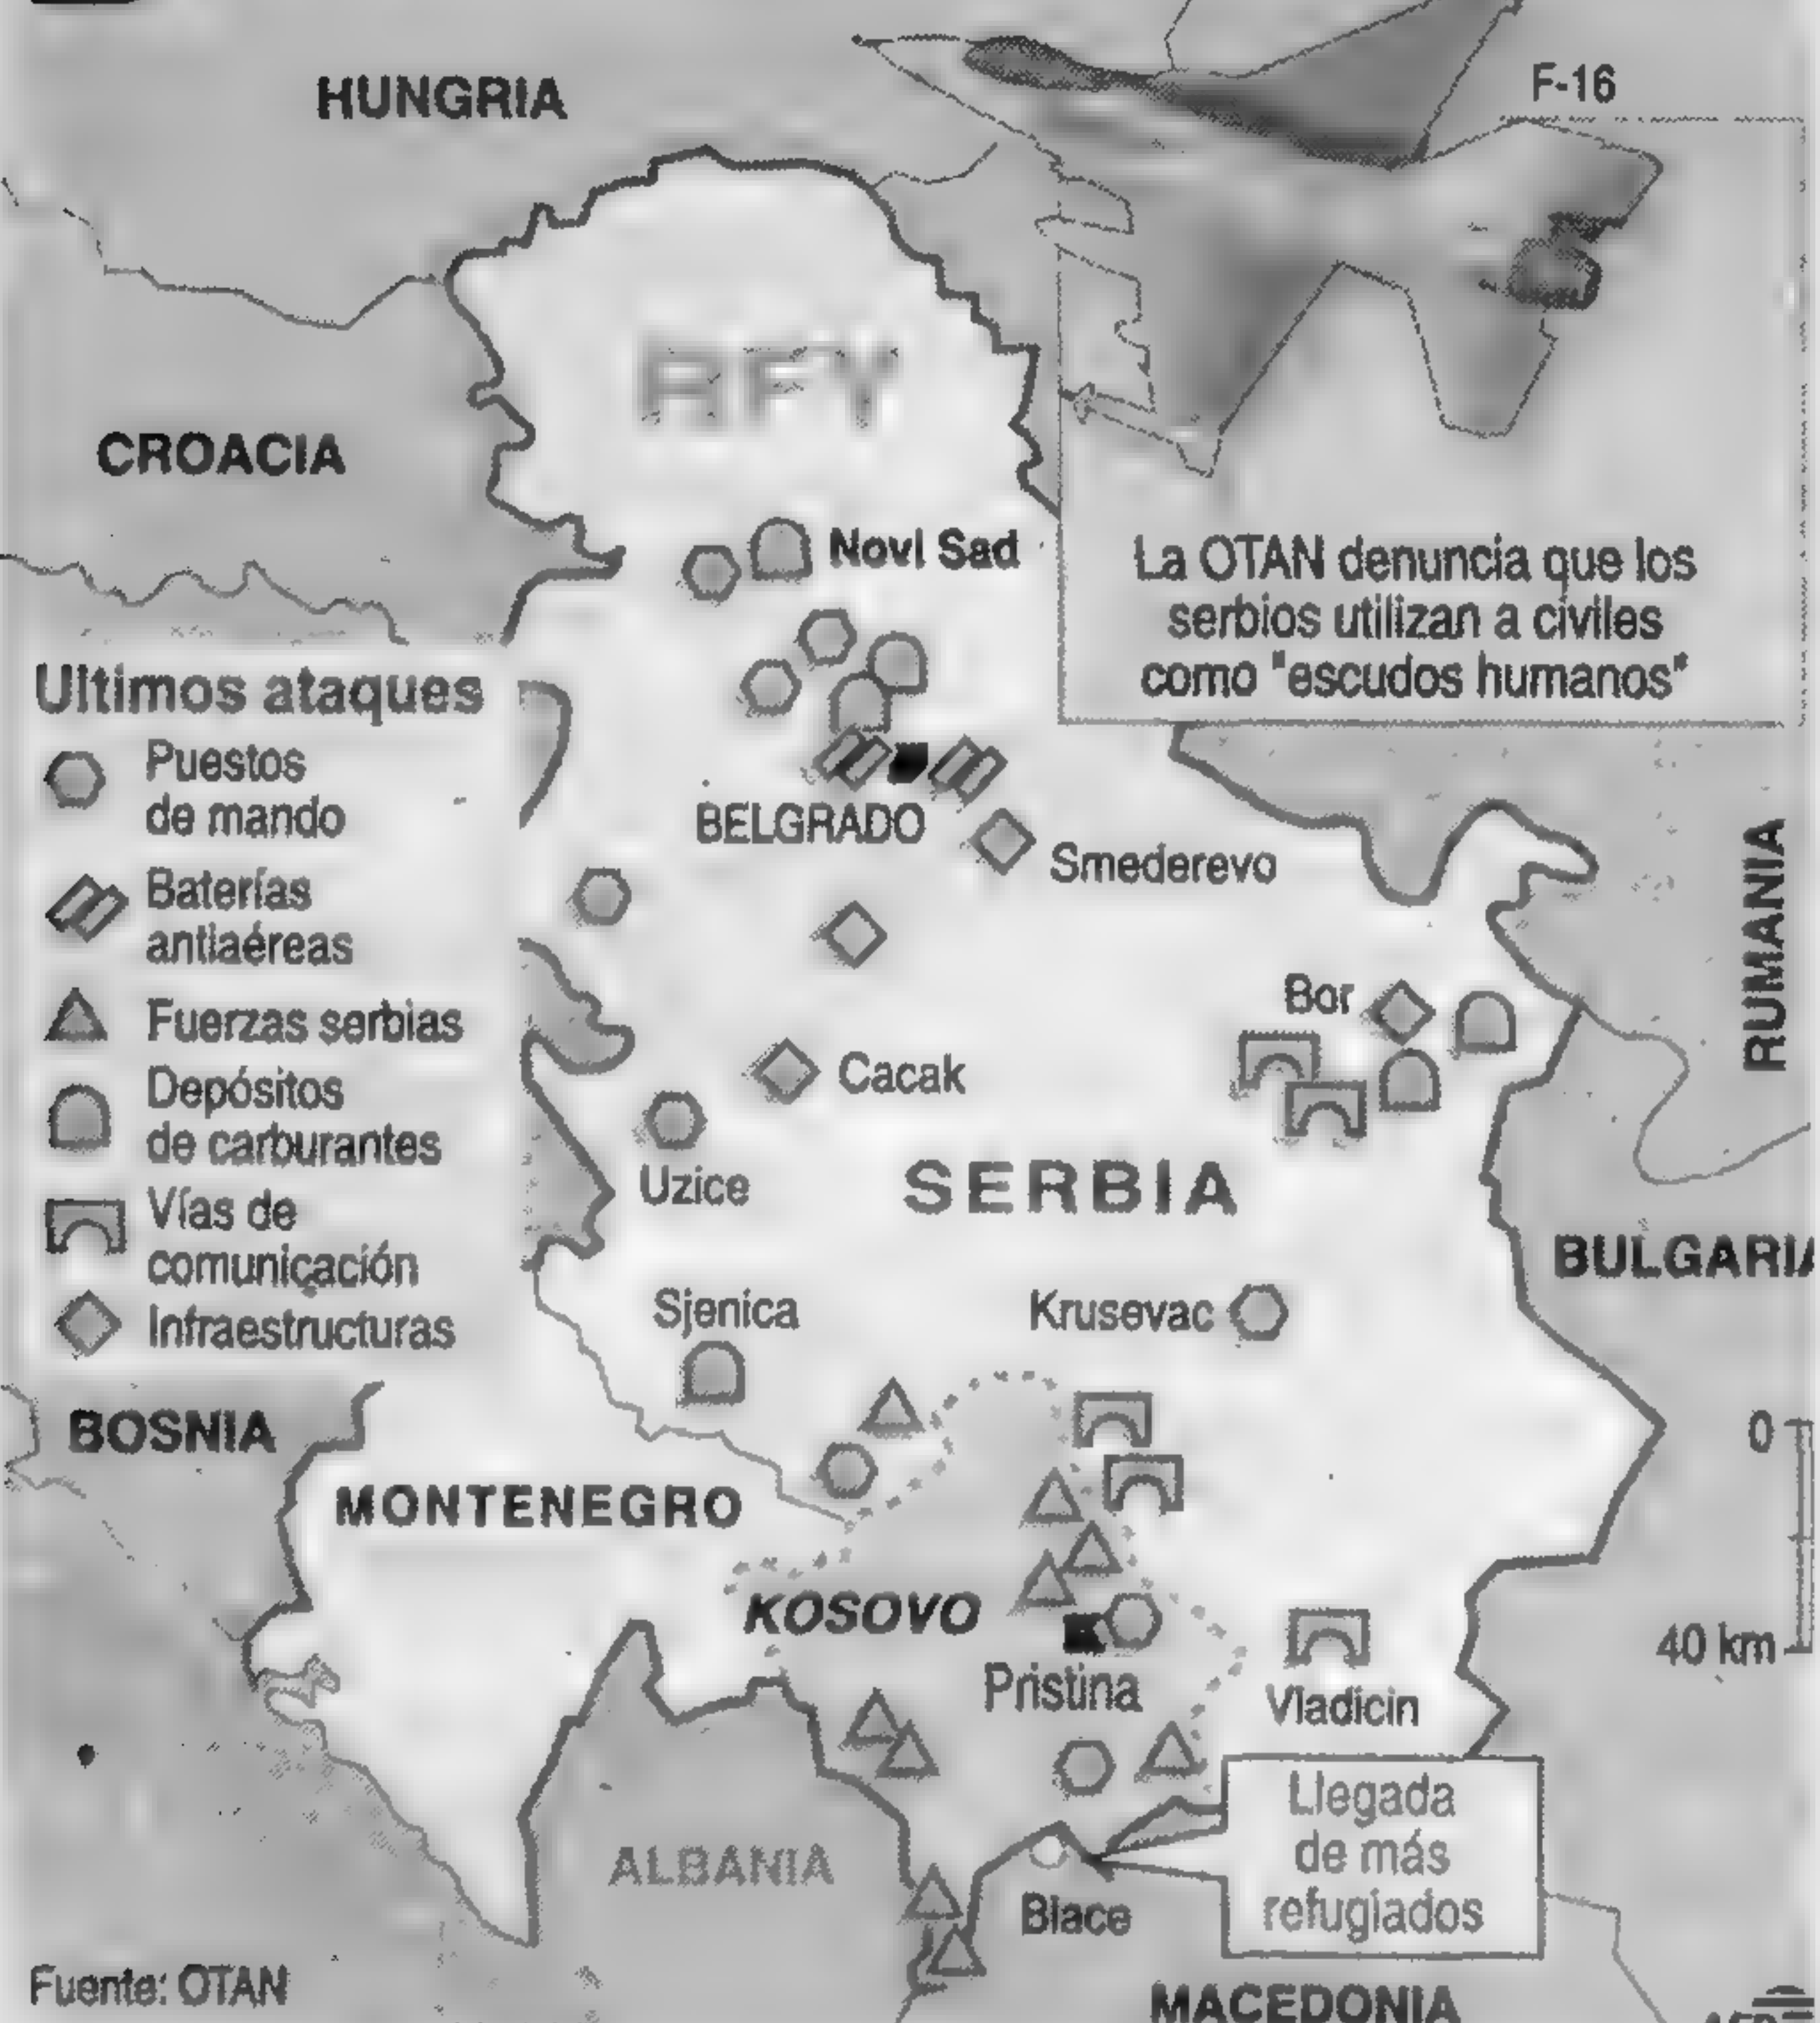 HUNGRIA
F-16
RFY
CROACIA
Novi Sad
La OTAN denuncia que los
serbios utilizan a civiles
como "escudos humanos"
Ultimos ataques
Puestos
de mando
Baterías
antiaéreas
Fuerzas serbias
Depósitos
de carburantes
Vías de
comunicación
Infraestructuras
BELGRADO
Smederevo
RUMANIA
Bor
Cacak
Uzice
SERBIA
BULGARIA
Sjenica
Krusevac
BOSNIA
0
MONTENEGRO
KOSOVO
40 km
Pristina
Vladicin
Llegada
de más
refugiados
ALBANIA
Blace
Fuente: OTAN
MACEDONIA